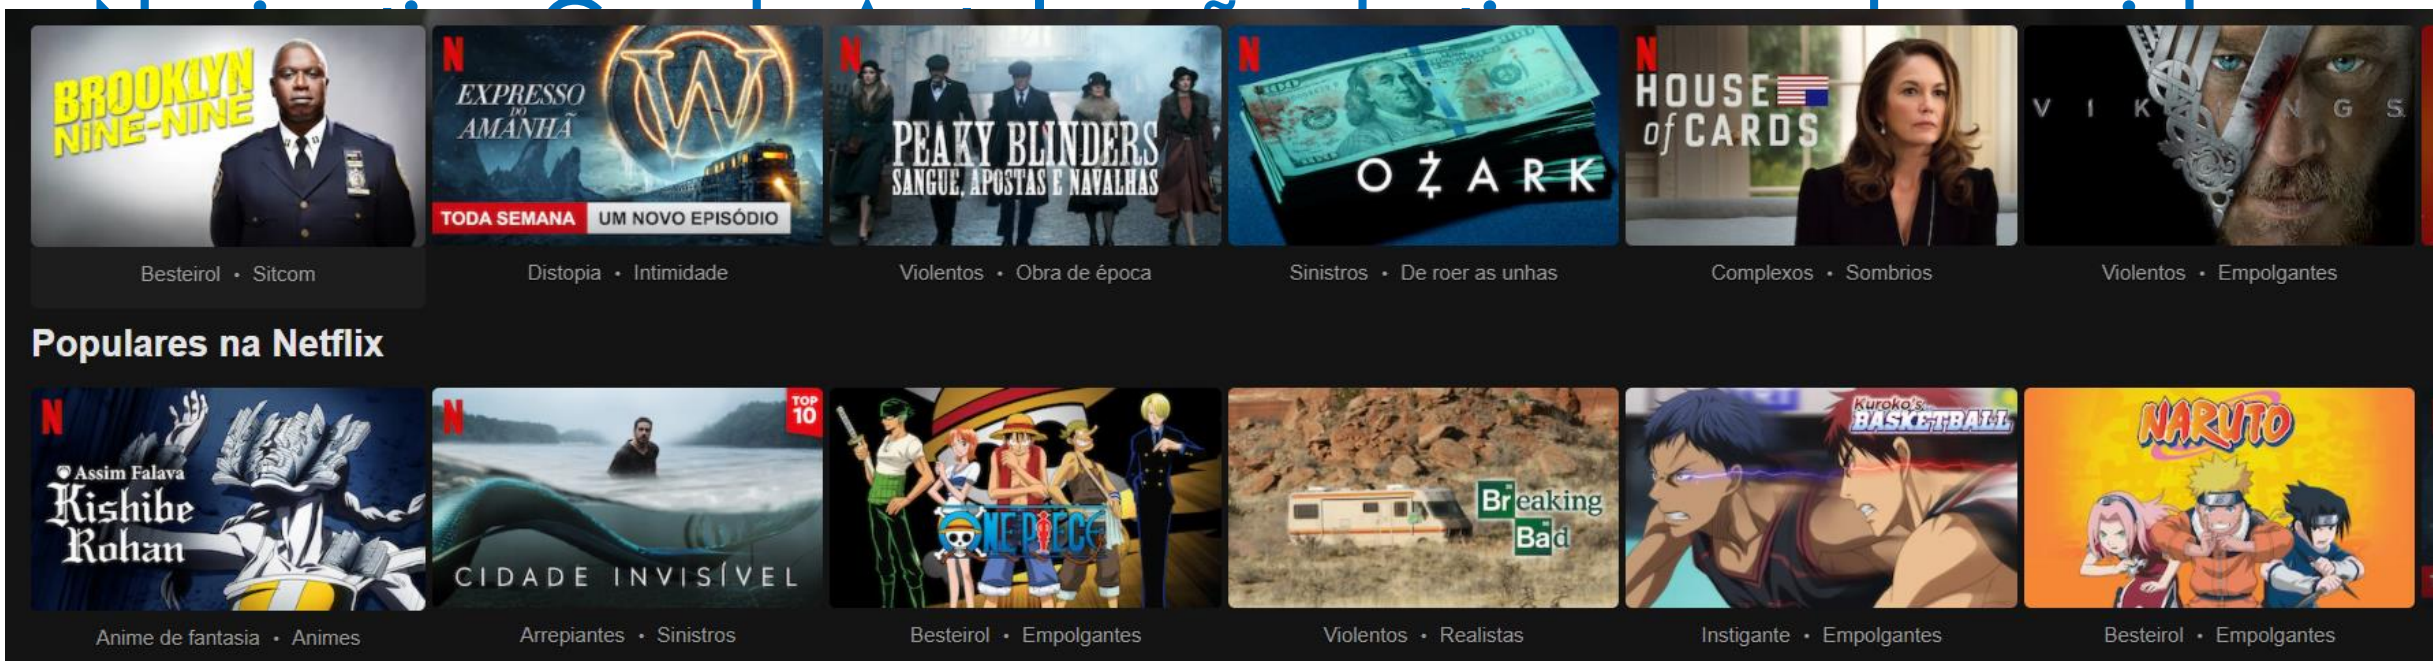 BROOKLYN
NINE-NINE
N
EXPRESSO
DO
AMANHÃ
TODA SEMANA UM NOVO EPISÓDIO
N
PEAKY BLINDERS
SANGUE, APOSTAS E NAVALHAS
N
OZARK
N
HOUSE
of CARDS
VIKINGS
Besteirol • Sitcom
Distopia • Intimidade
Violentos • Obra de época
Sinistros • De roer as unhas
Complexos • Sombrios
Violentos • Empolgantes
Populares na Netflix
N
Assim Falava
Kishibe
Rohan
N
TOP
10
CIDADE INVISÍVEL
ONE PIECE
Breaking
Bad
Kuroko's
BASKETBALL
NARUTO
Anime de fantasia • Animes
Arrepiantes • Sinistros
Besteirol • Empolgantes
Violentos • Realistas
Instigante • Empolgantes
Besteirol • Empolgantes